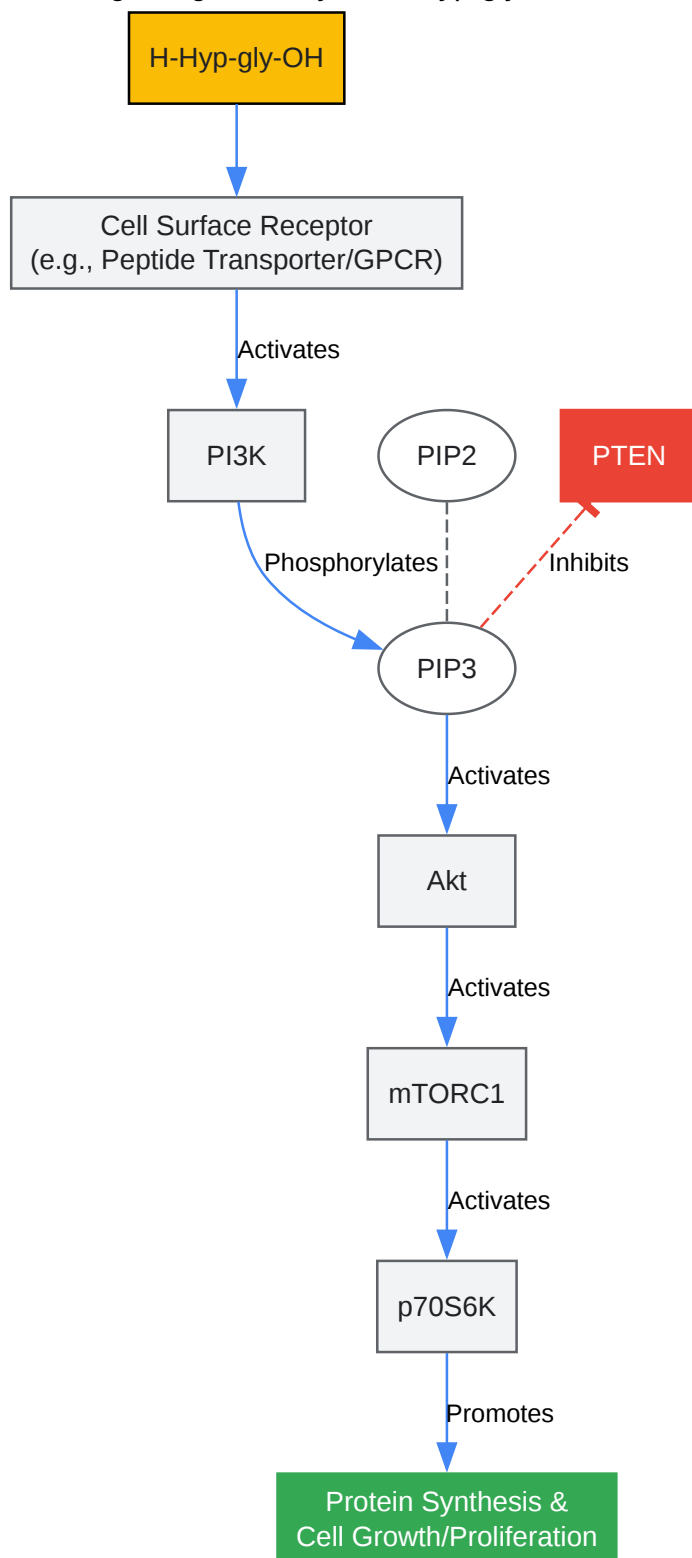 H-Hyp-gly-OH
Cell Surface Receptor
(e.g., Peptide Transporter/GPCR)
Activates
PI3K
PIP2
PTEN
Phosphorylates
Inhibits
PIP3
Activates
Akt
Activates
mTORC1
Activates
p70S6K
Promotes
Protein Synthesis &
Cell Growth/Proliferation